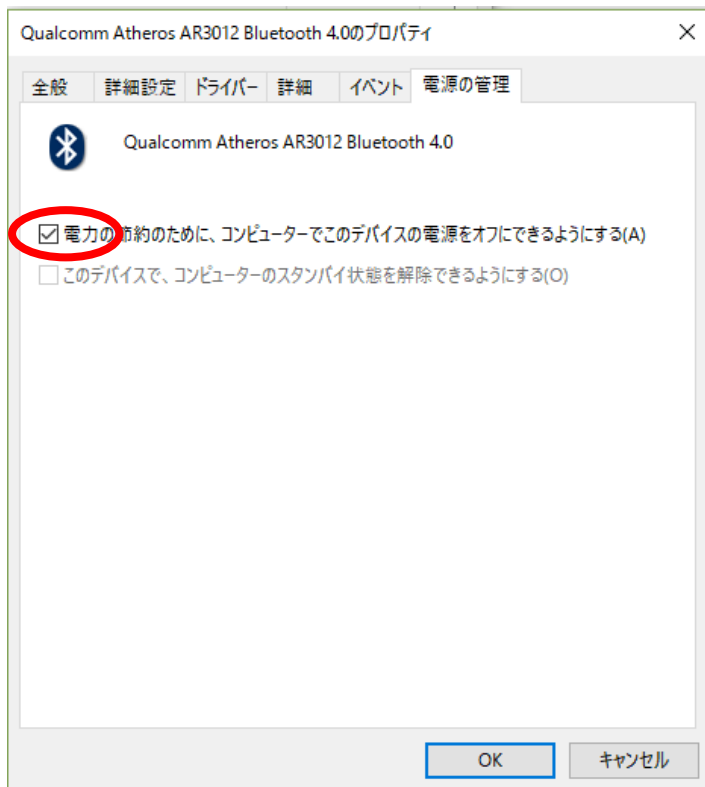 Qualcomm Atheros AR3012 Bluetooth 4.0のプロパティ
全般 詳細設定 ドライバー 詳細 イベント 電源の管理
Qualcomm Atheros AR3012 Bluetooth 4.0
電力の節約のために、コンピューターでこのデバイスの電源をオフにできるようにする(A)
このデバイスで、コンピューターのスタンバイ状態を解除できるようにする(O)
OK キャンセル